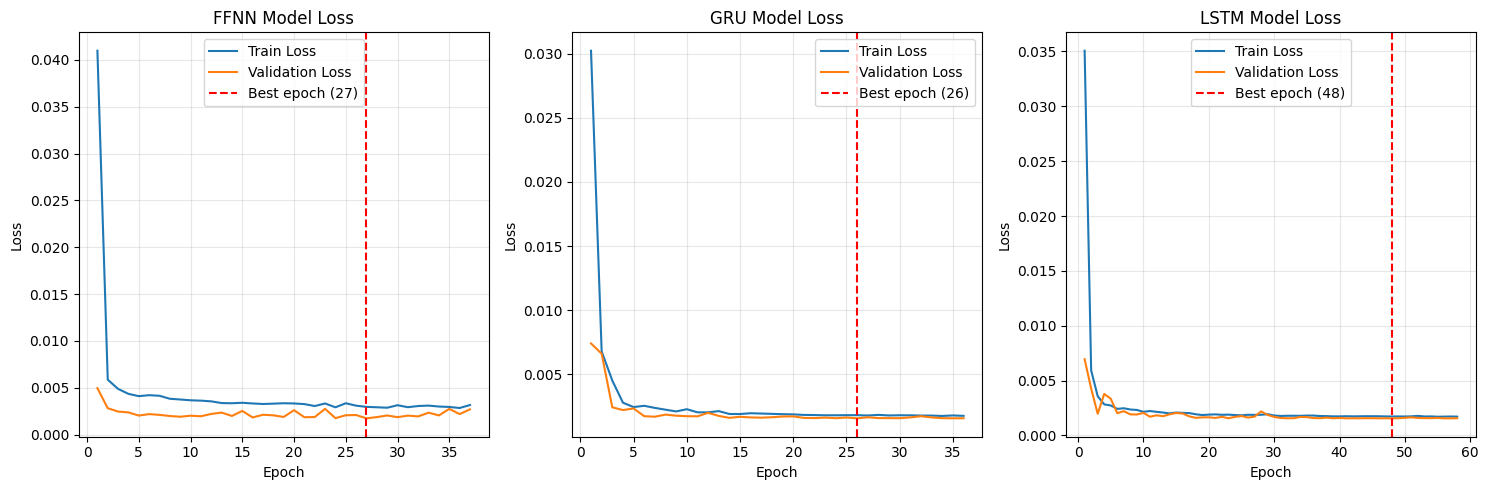 FFNN Model Loss
Train Loss
Validation Loss
Best epoch (27)
0.040
0.035
0.030
0.025
0.020
0.015
0.010
0.005
0.000
Loss
0 5 10 15 20 25 30 35
Epoch
GRU Model Loss
Train Loss
Validation Loss
Best epoch (26)
0.030
0.025
0.020
0.015
0.010
0.005
Loss
0 5 10 15 20 25 30 35
Epoch
LSTM Model Loss
Train Loss
Validation Loss
Best epoch (48)
0.035
0.030
0.025
0.020
0.015
0.010
0.005
0.000
Loss
0 10 20 30 40 50 60
Epoch